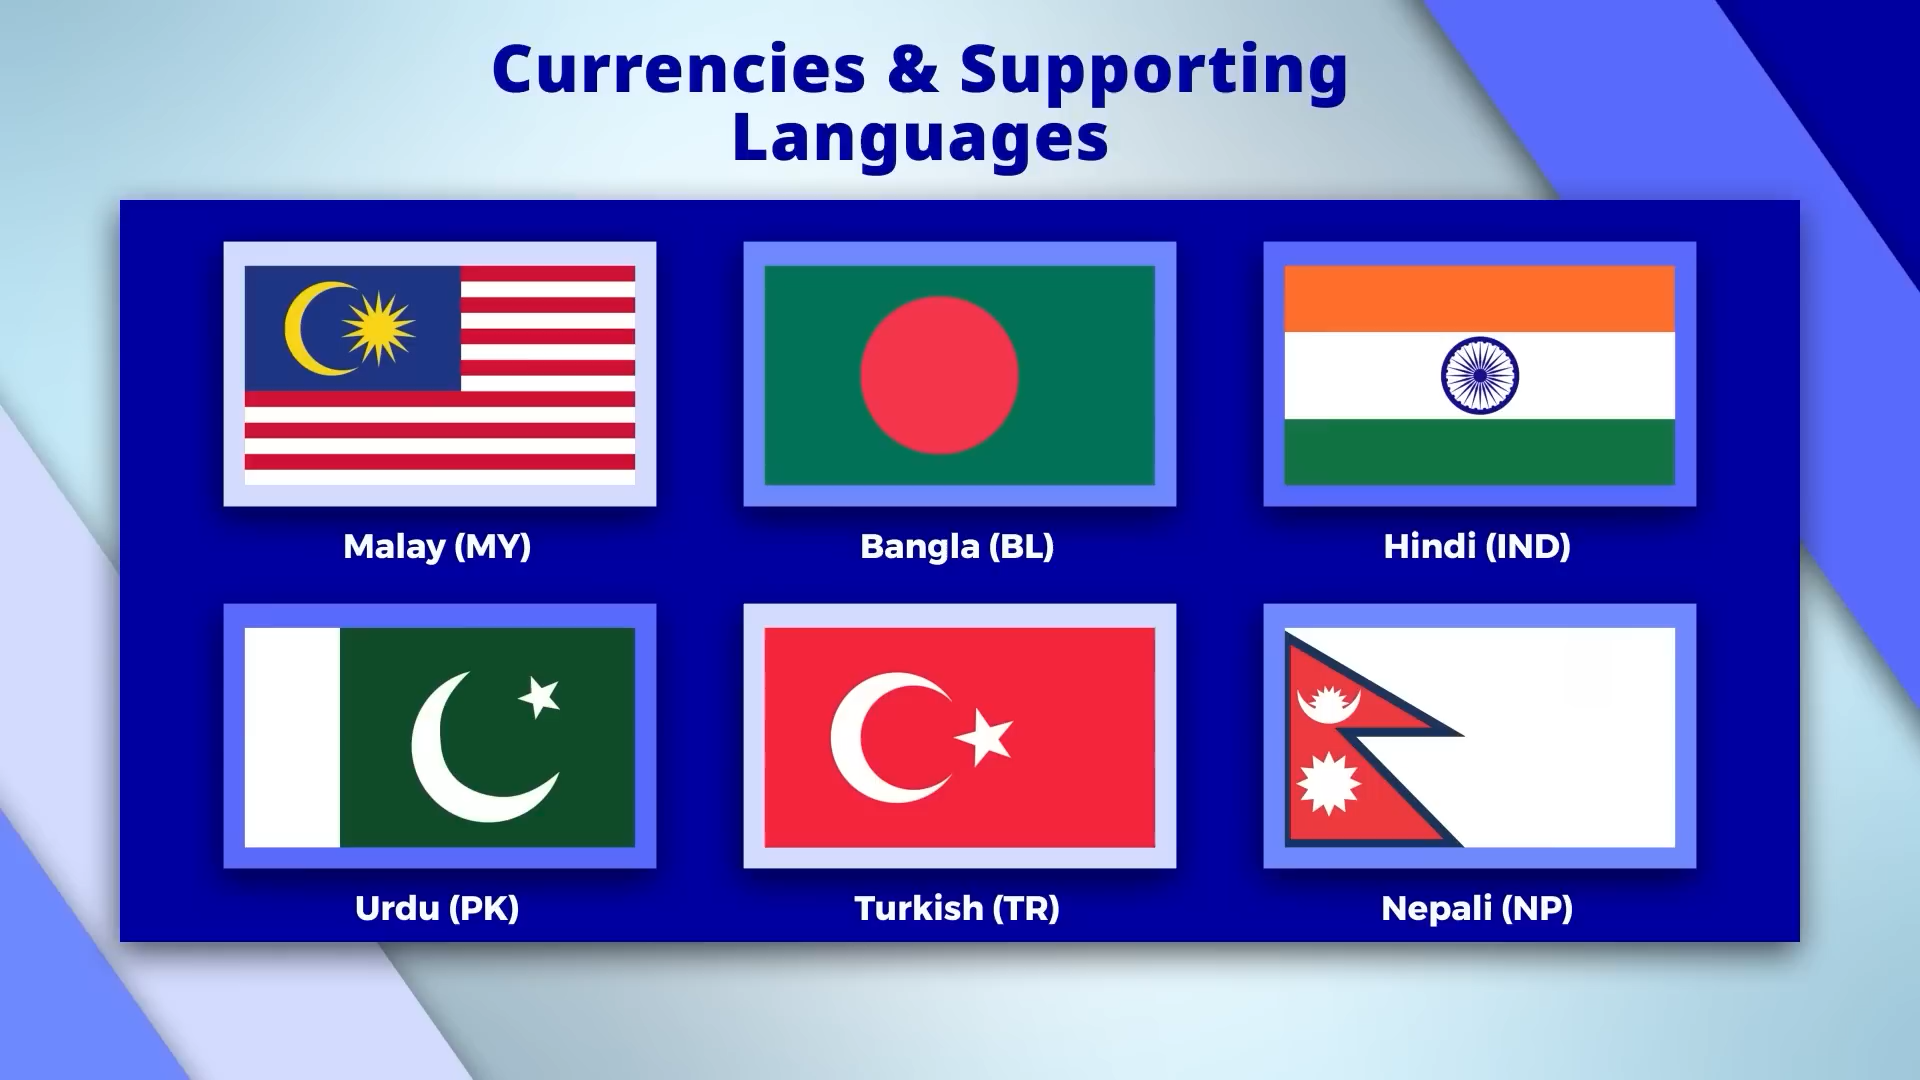 Currencies & Supporting
Languages
Malay (MY)
Bangla (BL)
Hindi (IND)
Urdu (PK)
Turkish (TR)
Nepali (NP)